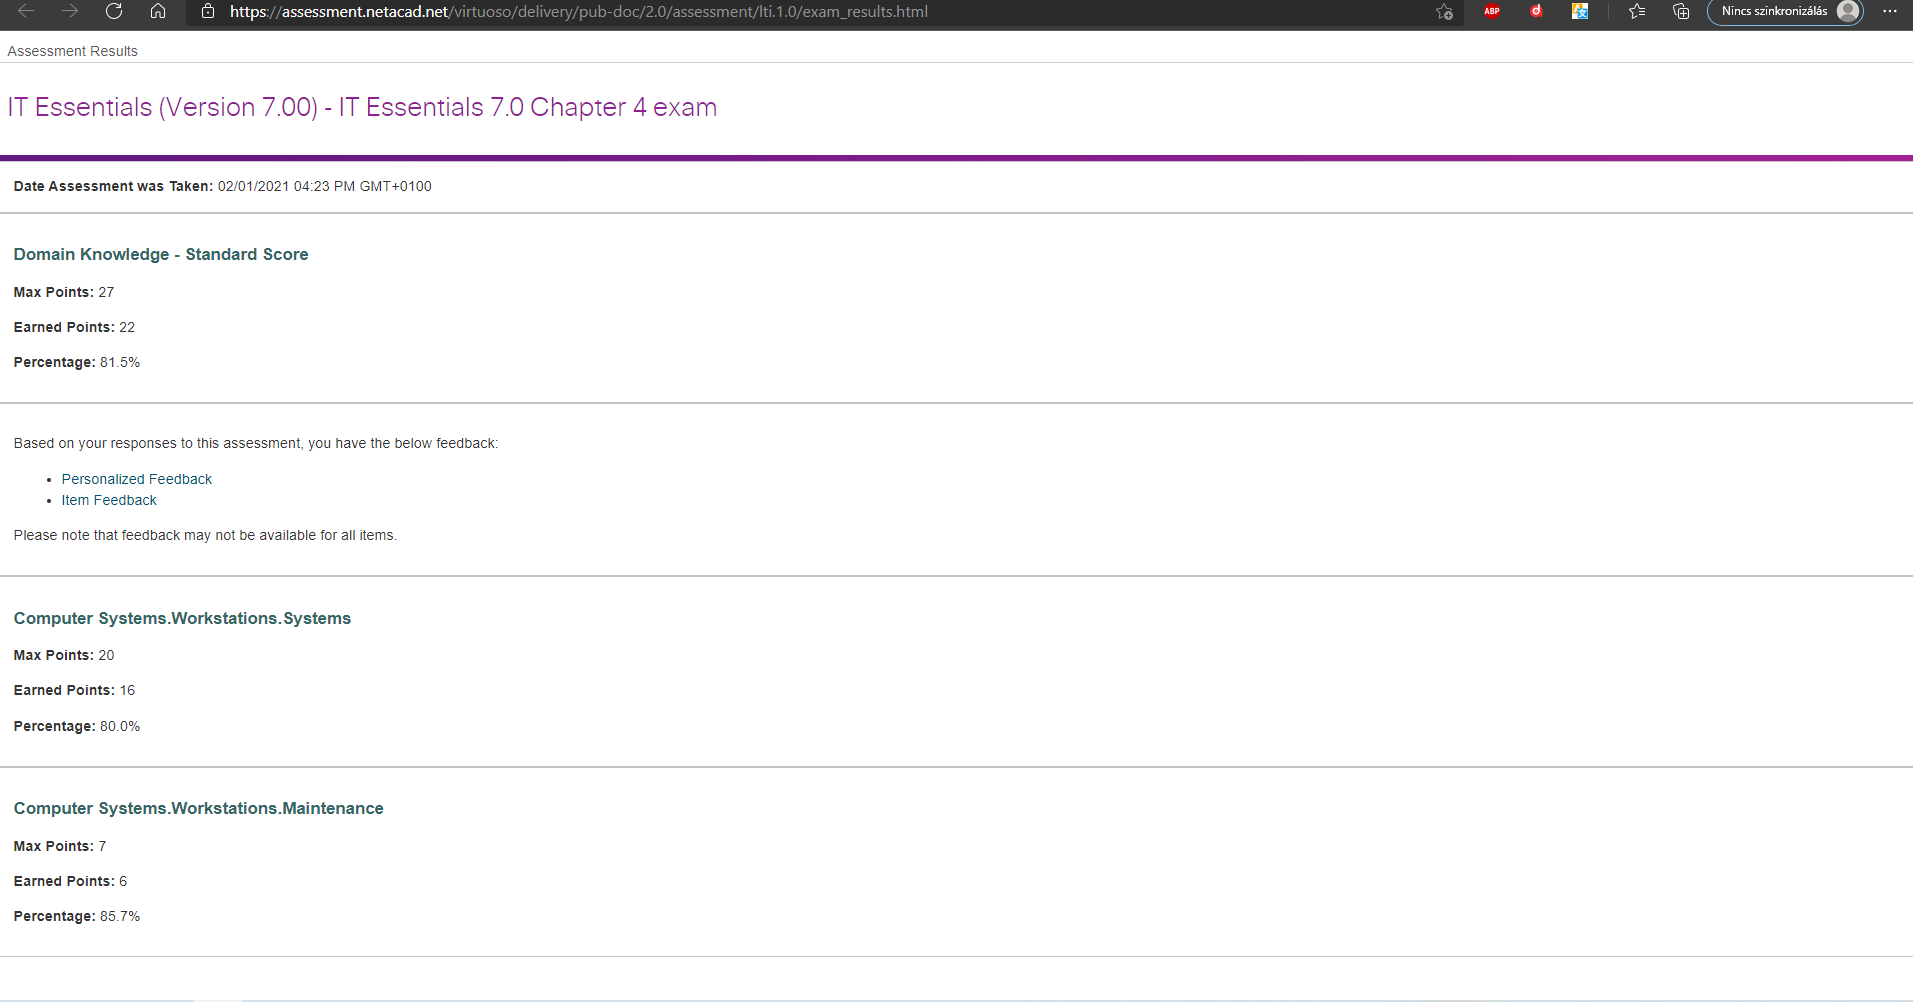 https://assessment.netacad.net/virtuoso/delivery/pub-doc/2.0/assessment/lti.1.0/exam_results.html
ABP
d
Nincs szinkronizálás
Assessment Results
IT Essentials (Version 7.00) - IT Essentials 7.0 Chapter 4 exam
Date Assessment was Taken: 02/01/2021 04:23 PM GMT+0100
Domain Knowledge - Standard Score
Max Points: 27
Earned Points: 22
Percentage: 81.5%
Based on your responses to this assessment, you have the below feedback:
• Personalized Feedback
• Item Feedback
Please note that feedback may not be available for all items.
Computer Systems.Workstations.Systems
Max Points: 20
Earned Points: 16
Percentage: 80.0%
Computer Systems.Workstations.Maintenance
Max Points: 7
Earned Points: 6
Percentage: 85.7%